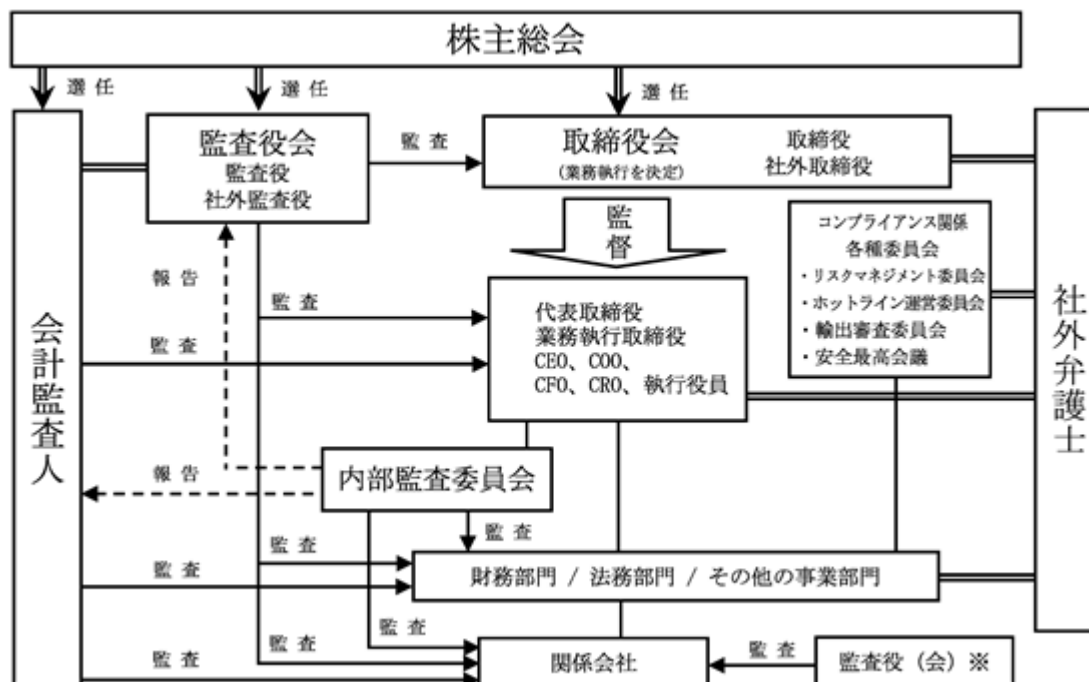 株主総会
選任
選任
選任
監査役会
監査役
社外監査役
監査
取締役会
(業務執行を決定)
取締役
社外取締役
監督
コンプライアンス関係
各種委員会
・リスクマネジメント委員会
・ホットライン運営委員会
・輸出審査委員会
・安全最高会議
報告
監査
監査
代表取締役
業務執行取締役
CEO、COO、
CFO、CRO、執行役員
会計監査人
社外弁護士
内部監査委員会
報告
監査
監査
監査
財務部門 / 法務部門 / その他の事業部門
監査
監査
監査
関係会社
監査
監査役（会）※